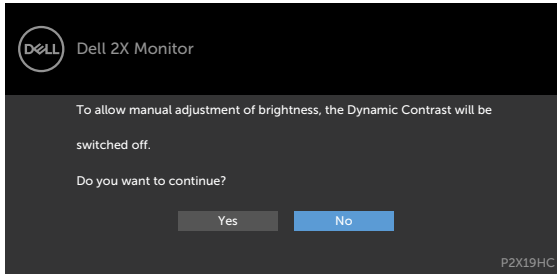 DELL
Dell 2X Monitor
To allow manual adjustment of brightness, the Dynamic Contrast will be
switched off.
Do you want to continue?
Yes
No
P2X19HC